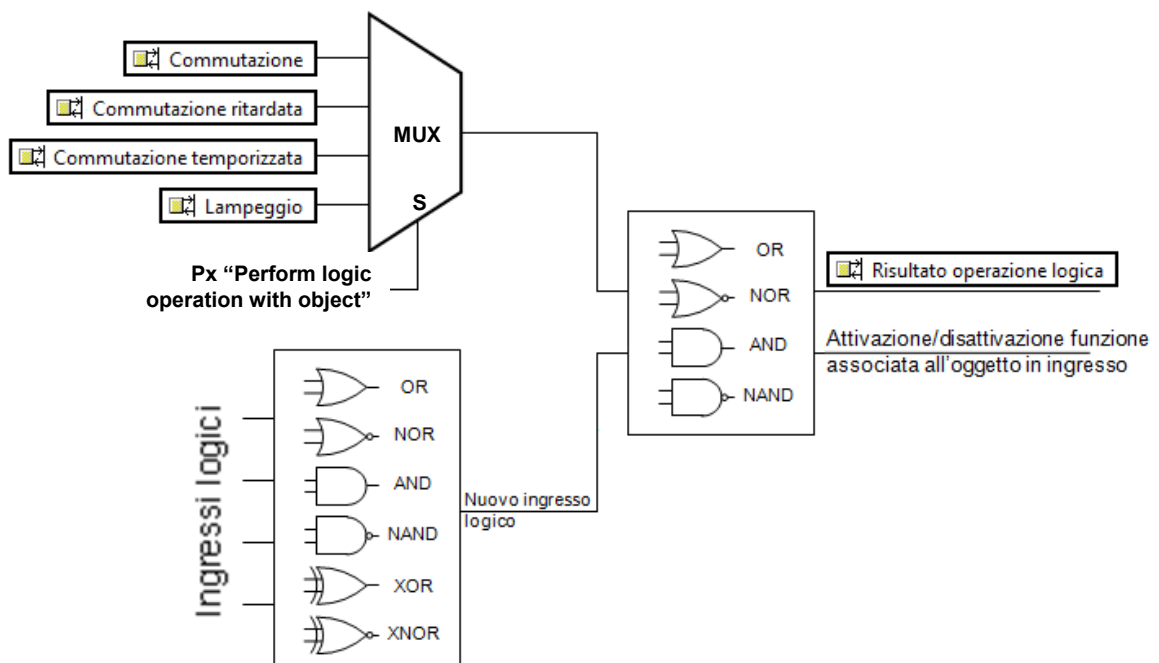 Commutazione
Commutazione ritardata
Commutazione temporizzata
Lampeggio
MUX
S
Px “Perform logic
operation with object”
OR
NOR
AND
NAND
Risultato operazione logica
Attivazione/disattivazione funzione
associata all'oggetto in ingresso
Ingressi logici
OR
NOR
AND
NAND
XOR
XNOR
Nuovo ingresso
logico